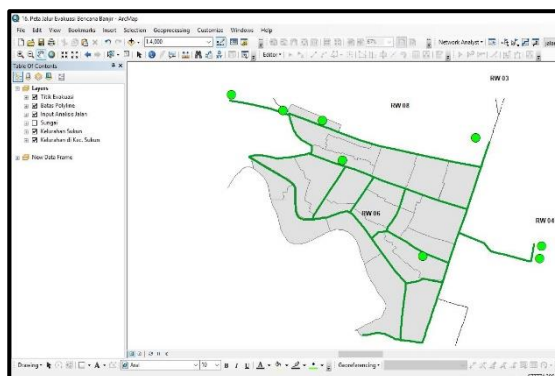 16. Peta Jalur Evakuasi Bencana Banjir - ArcMap
File Edit View Bookmarks Insert Selection Geoprocessing Customize Windows Help
1:4,000
Network Analyst
Editor
Table Of Contents
Layers
Titik Evakuasi
Batas Polyline
Input Analisis Jalan
Sungai
Kelurahan Sukun
Kelurahan di Kec. Sukun
New Data Frame
RW 03
RW 08
RW 06
RW 04
Drawing
Arial
10
B I U
Georeferencing